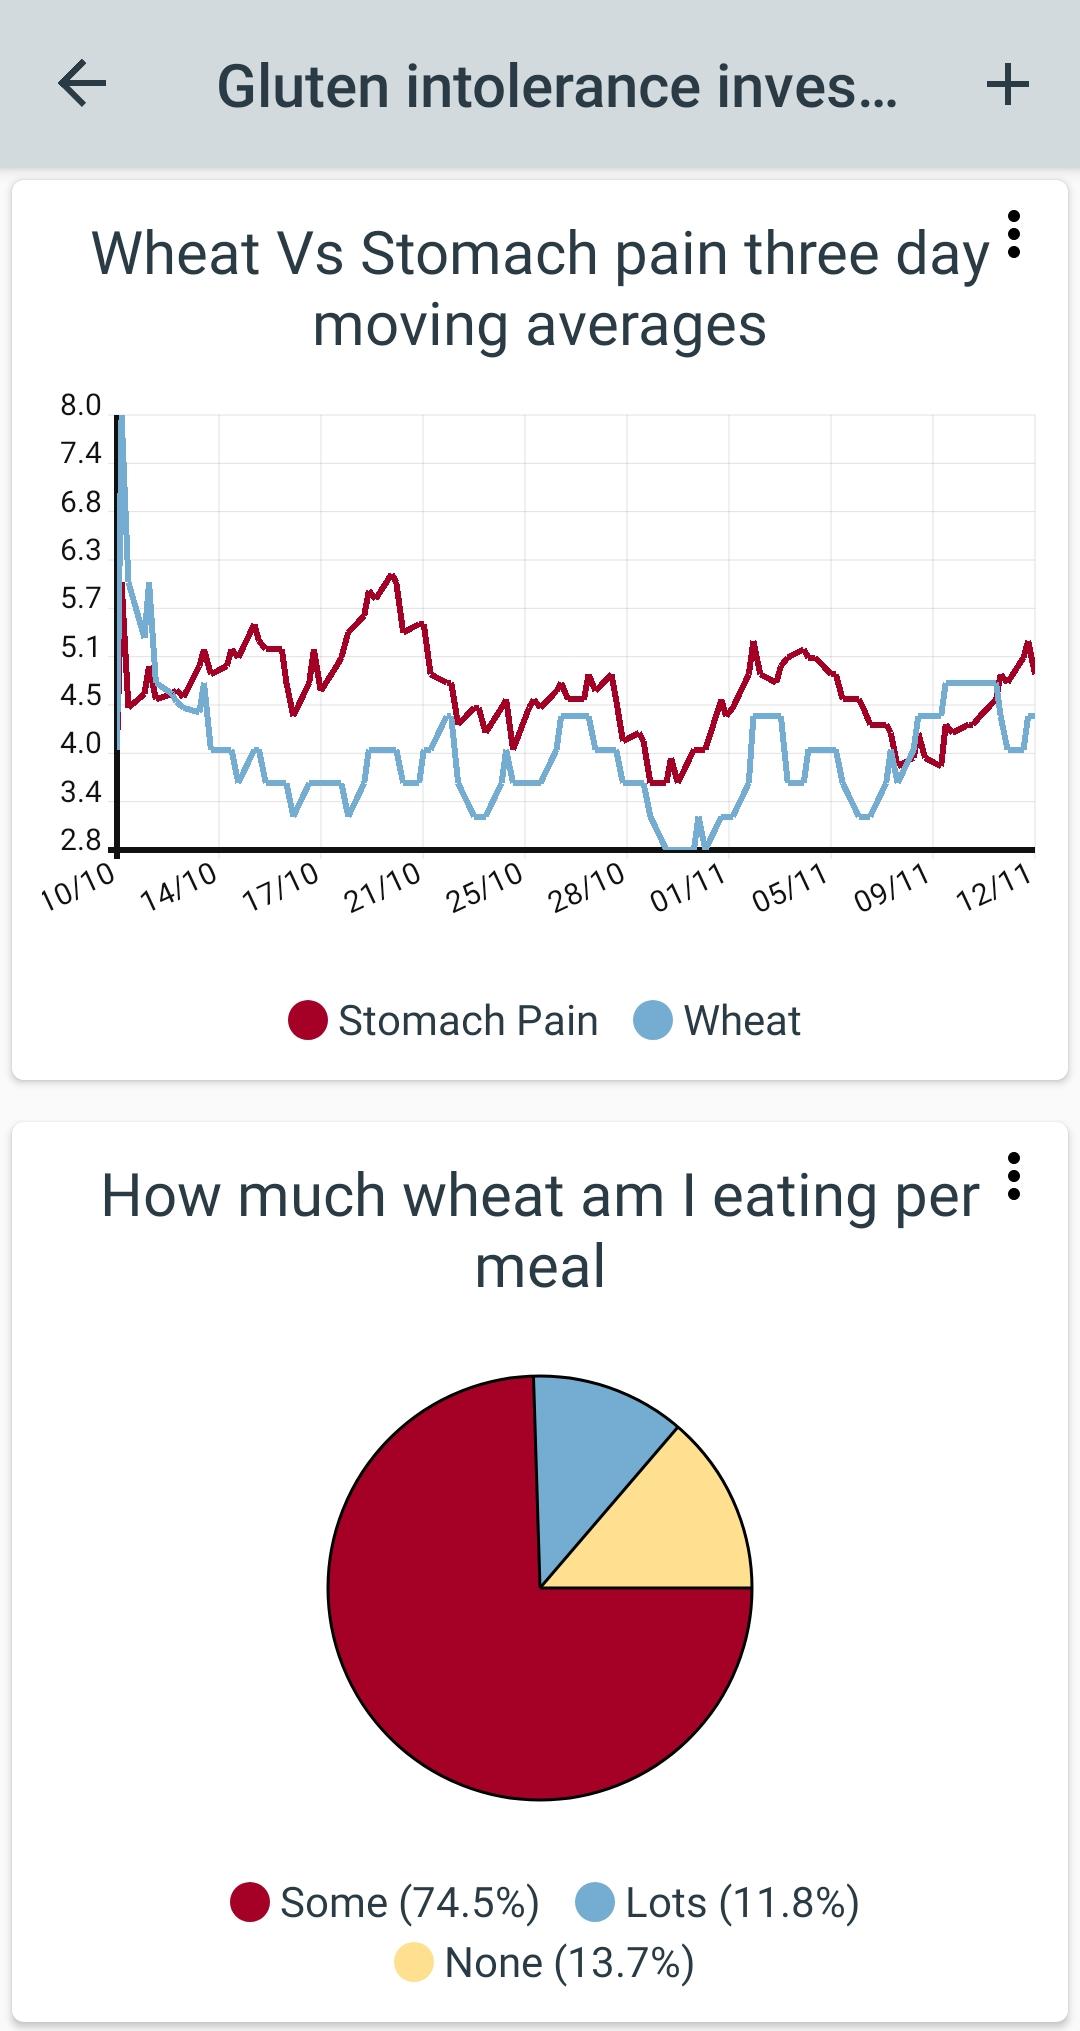 Gluten intolerance inves...
Wheat Vs Stomach pain three day
moving averages
8.0
7.4
6.8
6.3
5.7
5.1
4.5
4.0
3.4
2.8
10/10 14/10 17/10 21/10 25/10 28/10 01/11 05/11 09/11 12/11
Stomach Pain Wheat
How much wheat am I eating per
meal
Some (74.5%) Lots (11.8%)
None (13.7%)